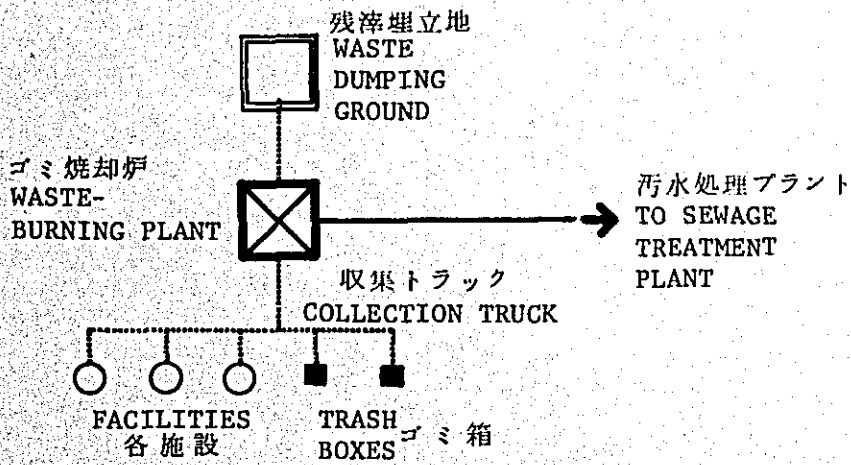 残滓埋立地
WASTE
DUMPING
GROUND
ゴミ焼却炉
WASTE-
BURNING PLANT
汚水処理プラント
TO SEWAGE
TREATMENT
PLANT
収集トラック
COLLECTION TRUCK
FACILITIES
各施設
TRASH
BOXES ゴミ箱